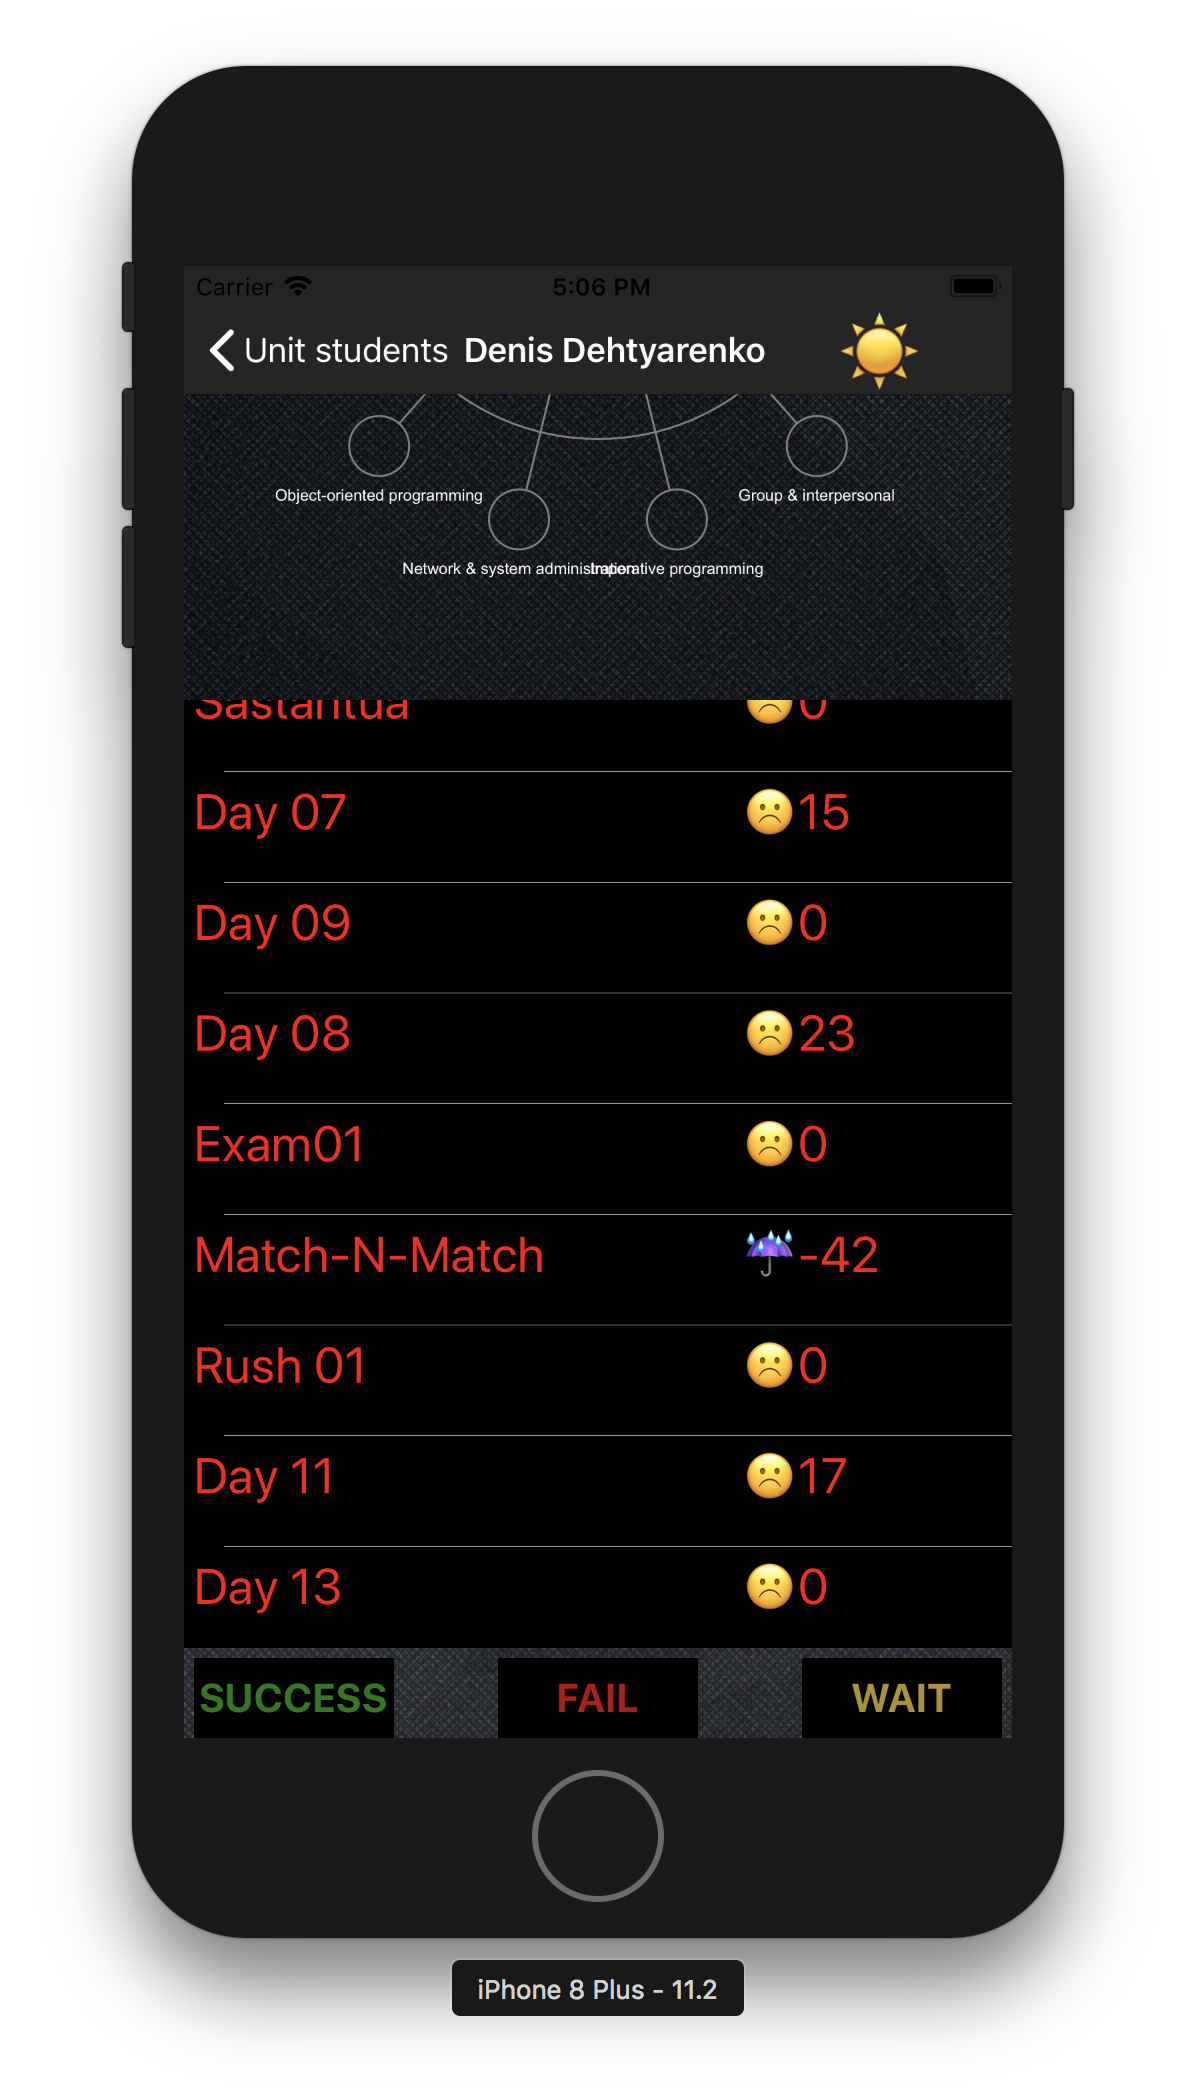 Carrier 5:06 PM
Unit students Denis Dehtyarenko
Object-oriented programming
Group & interpersonal
Network & system administration
Imperative programming
Sastantua 0
Day 07 15
Day 09 0
Day 08 23
Exam01 0
Match-N-Match -42
Rush 01 0
Day 11 17
Day 13 0
SUCCESS FAIL WAIT
iPhone 8 Plus - 11.2